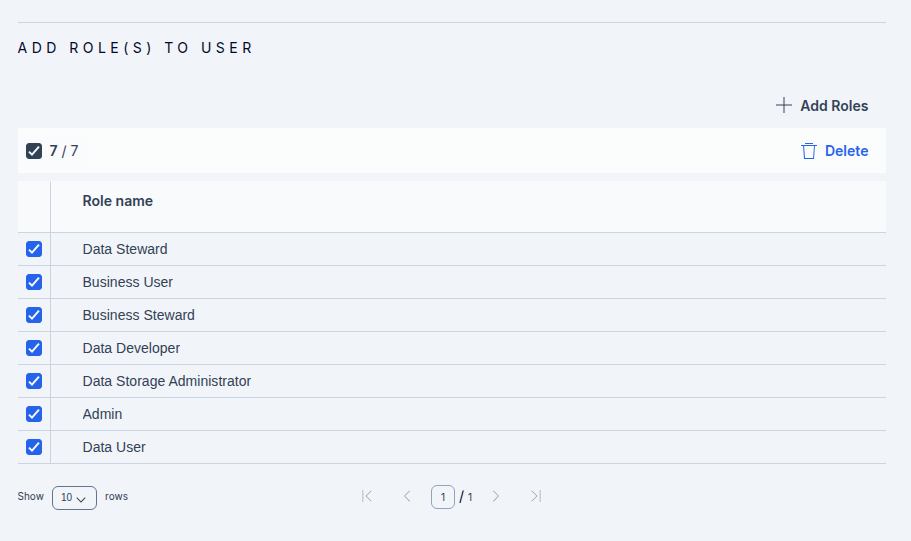 ADD ROLE(S) TO USER
Add Roles
7 / 7 Delete
Role name
Data Steward
Business User
Business Steward
Data Developer
Data Storage Administrator
Admin
Data User
Show 10 rows 1 / 1